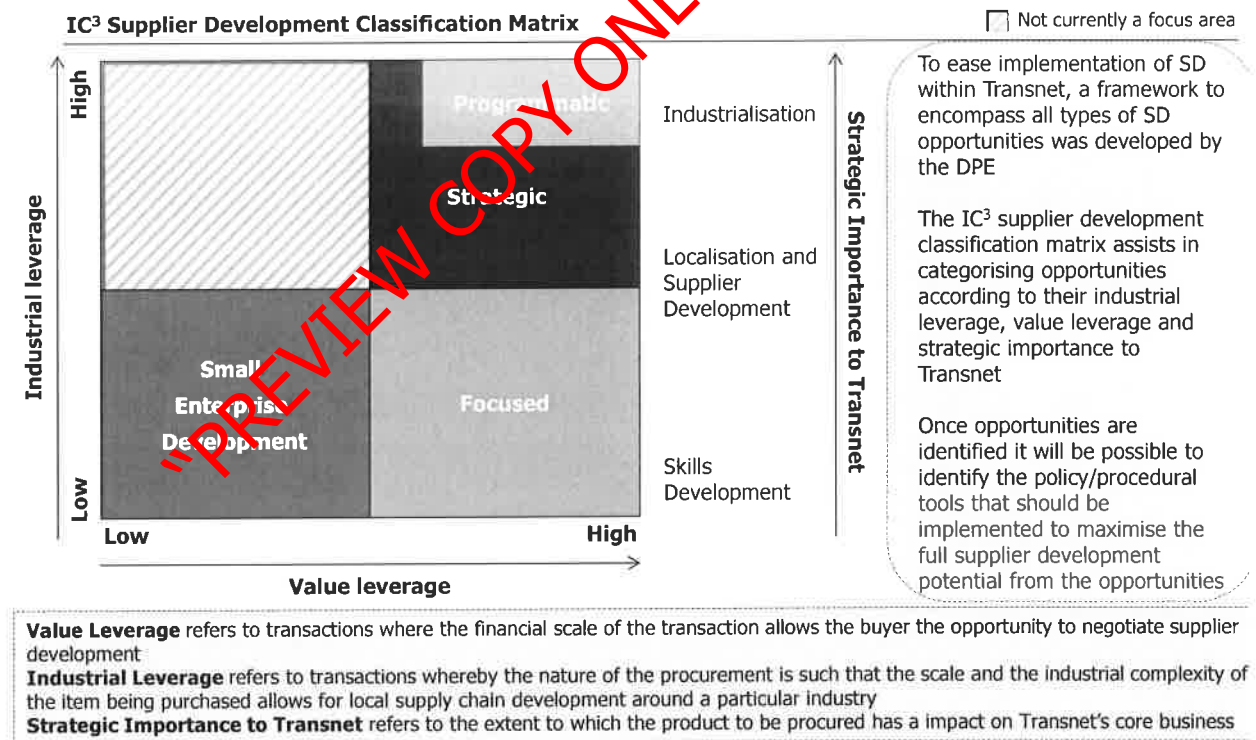 IC³ Supplier Development Classification Matrix
Not currently a focus area
High
Industrial leverage
Low
Programmatic
Strategic
Small
Enterprise
Development
Focused
Low
High
Value leverage
Industrialisation
Localisation and
Supplier
Development
Skills
Development
Strategic Importance to Transnet
To ease implementation of SD
within Transnet, a framework to
encompass all types of SD
opportunities was developed by
the DPE
The IC³ supplier development
classification matrix assists in
categorising opportunities
according to their industrial
leverage, value leverage and
strategic importance to
Transnet
Once opportunities are
identified it will be possible to
identify the policy/procedural
tools that should be
implemented to maximise the
full supplier development
potential from the opportunities
Value Leverage refers to transactions where the financial scale of the transaction allows the buyer the opportunity to negotiate supplier
development
Industrial Leverage refers to transactions whereby the nature of the procurement is such that the scale and the industrial complexity of
the item being purchased allows for local supply chain development around a particular industry
Strategic Importance to Transnet refers to the extent to which the product to be procured has a impact on Transnet's core business
"PREVIEW COPY